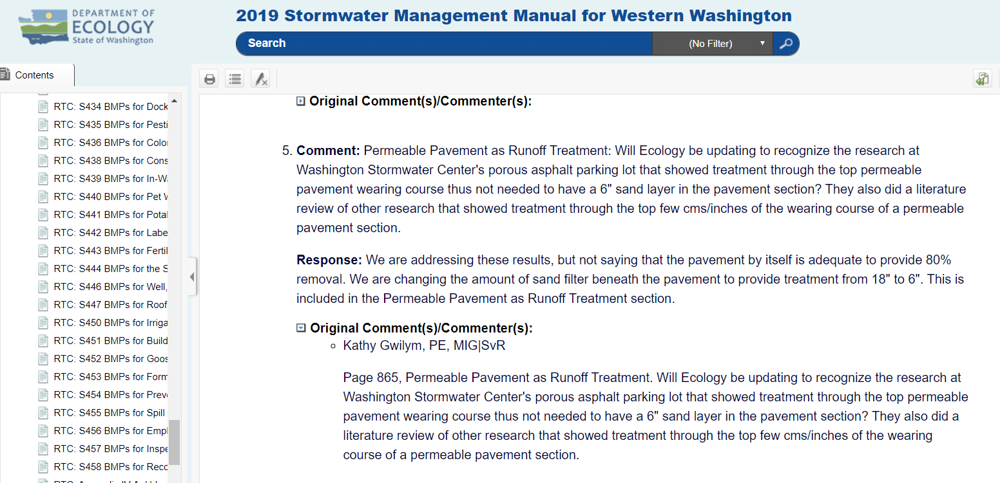 DEPARTMENT OF
ECOLOGY
State of Washington
2019 Stormwater Management Manual for Western Washington
Search
(No Filter)
Contents
RTC: S434 BMPs for Dock
RTC: S435 BMPs for Pesti
RTC: S436 BMPs for Color
RTC: S438 BMPs for Cons
RTC: S439 BMPs for In-Wa
RTC: S440 BMPs for Pet W
RTC: S441 BMPs for Potal
RTC: S442 BMPs for Labe
RTC: S443 BMPs for Fertil
RTC: S444 BMPs for the S
RTC: S446 BMPs for Well,
RTC: S447 BMPs for Roof
RTC: S450 BMPs for Irriga
RTC: S451 BMPs for Build
RTC: S452 BMPs for Goos
RTC: S453 BMPs for Form
RTC: S454 BMPs for Preve
RTC: S455 BMPs for Spill
RTC: S456 BMPs for Empl
RTC: S457 BMPs for Inspe
RTC: S458 BMPs for Reco
Original Comment(s)/Commenter(s):
5. Comment: Permeable Pavement as Runoff Treatment: Will Ecology be updating to recognize the research at
Washington Stormwater Center's porous asphalt parking lot that showed treatment through the top permeable
pavement wearing course thus not needed to have a 6" sand layer in the pavement section? They also did a literature
review of other research that showed treatment through the top few cms/inches of the wearing course of a permeable
pavement section.
Response: We are addressing these results, but not saying that the pavement by itself is adequate to provide 80%
removal. We are changing the amount of sand filter beneath the pavement to provide treatment from 18" to 6". This is
included in the Permeable Pavement as Runoff Treatment section.
Original Comment(s)/Commenter(s):
Kathy Gwilym, PE, MIG|SvR
Page 865, Permeable Pavement as Runoff Treatment. Will Ecology be updating to recognize the research at
Washington Stormwater Center's porous asphalt parking lot that showed treatment through the top permeable
pavement wearing course thus not needed to have a 6" sand layer in the pavement section? They also did a
literature review of other research that showed treatment through the top few cms/inches of the wearing
course of a permeable pavement section.